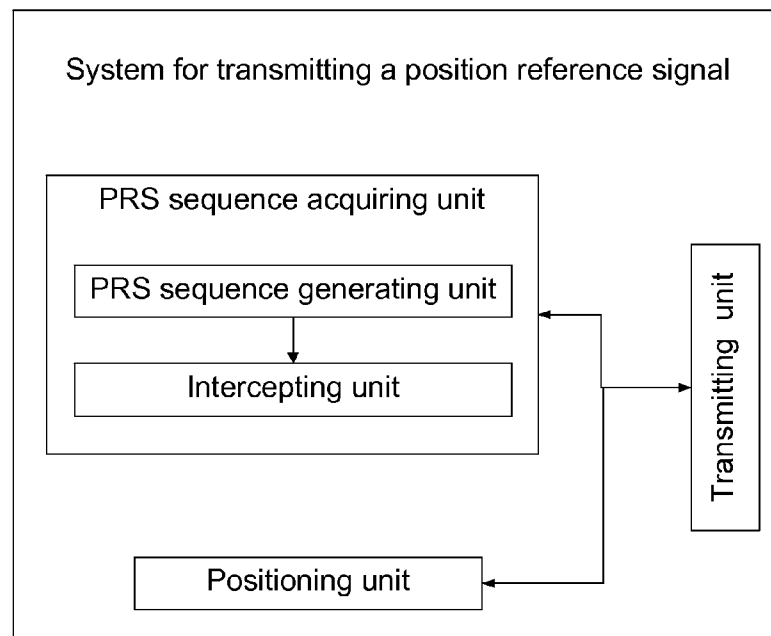 System for transmitting a position reference signal
PRS sequence acquiring unit
PRS sequence generating unit
Intercepting unit
Transmitting unit
Positioning unit